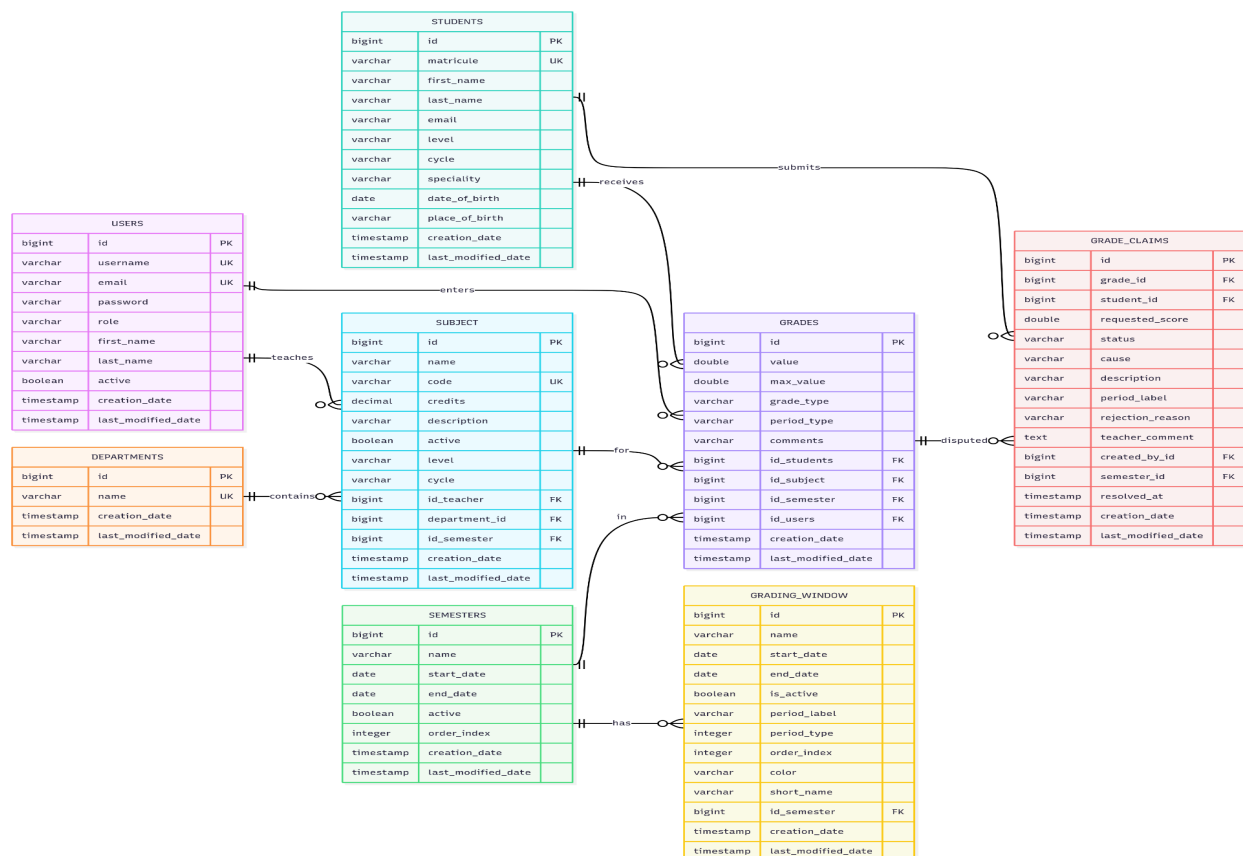 STUDENTS
bigint id PK
varchar matricule UK
varchar first_name
varchar last_name
varchar email
varchar level
varchar cycle
varchar speciality
date date_of_birth
varchar place_of_birth
timestamp creation_date
timestamp last_modified_date
submits
receives
USERS
bigint id PK
varchar username UK
varchar email UK
varchar password
varchar role
varchar first_name
varchar last_name
boolean active
timestamp creation_date
timestamp last_modified_date
enters
teaches
GRADE_CLAIMS
bigint id PK
bigint grade_id FK
bigint student_id FK
double requested_score
varchar status
varchar cause
varchar description
varchar period_label
varchar rejection_reason
text teacher_comment
bigint created_by_id FK
bigint semester_id FK
timestamp resolved_at
timestamp creation_date
timestamp last_modified_date
SUBJECT
bigint id PK
varchar name
varchar code UK
decimal credits
varchar description
boolean active
varchar level
varchar cycle
bigint id_teacher FK
bigint department_id FK
bigint id_semester FK
timestamp creation_date
timestamp last_modified_date
GRADES
bigint id PK
double value
double max_value
varchar grade_type
varchar period_type
varchar comments
bigint id_students FK
bigint id_subject FK
bigint id_semester FK
bigint id_users FK
timestamp creation_date
timestamp last_modified_date
for
disputed
in
DEPARTMENTS
bigint id PK
varchar name UK
timestamp creation_date
timestamp last_modified_date
contains
SEMESTERS
bigint id PK
varchar name
date start_date
date end_date
boolean active
integer order_index
timestamp creation_date
timestamp last_modified_date
has
GRADING_WINDOW
bigint id PK
varchar name
date start_date
date end_date
boolean is_active
varchar period_label
integer period_type
integer order_index
varchar color
varchar short_name
bigint id_semester FK
timestamp creation_date
timestamp last_modified_date